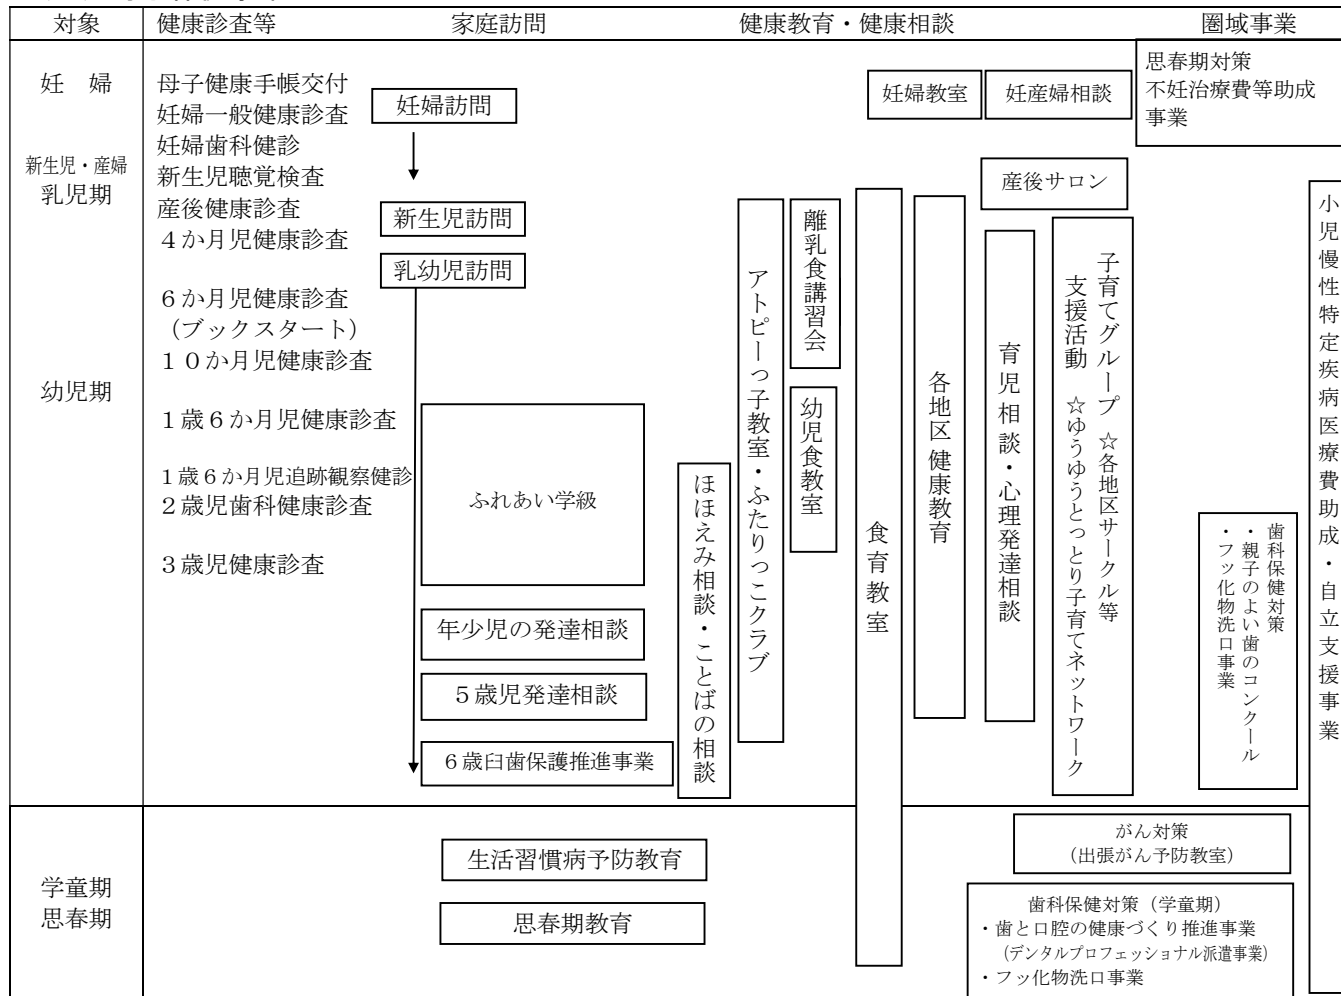 対象
健康診査等
家庭訪問
健康教育・健康相談
圏域事業
妊　婦
母子健康手帳交付
妊婦一般健康診査
妊婦歯科健診
新生児聴覚検査
産後健康診査
４か月児健康診査
６か月児健康診査
（ブックスタート）
１０か月児健康診査
１歳６か月児健康診査
１歳６か月児追跡観察健診
２歳児歯科健康診査
３歳児健康診査
新生児・産婦
乳児期
幼児期
妊婦訪問
新生児訪問
乳幼児訪問
ふれあい学級
年少児の発達相談
５歳児発達相談
６歳臼歯保護推進事業
ほほえみ相談・ことばの相談
アトピーっ子教室・ふたりっこクラブ
離乳食講習会
幼児食教室
食育教室
各地区健康教育
妊婦教室
妊産婦相談
産後サロン
育児相談・心理発達相談
子育てグループ　☆各地区サークル等
支援活動　☆ゆうゆうとっとり子育てネットワーク
思春期対策
不妊治療費等助成
事業
歯科保健対策
・親子のよい歯のコンクール
・フッ化物洗口事業
小児慢性特定疾病医療費助成・自立支援事業
学童期
思春期
生活習慣病予防教育
思春期教育
がん対策
（出張がん予防教室）
歯科保健対策（学童期）
・歯と口腔の健康づくり推進事業
（デンタルプロフェッショナル派遣事業）
・フッ化物洗口事業